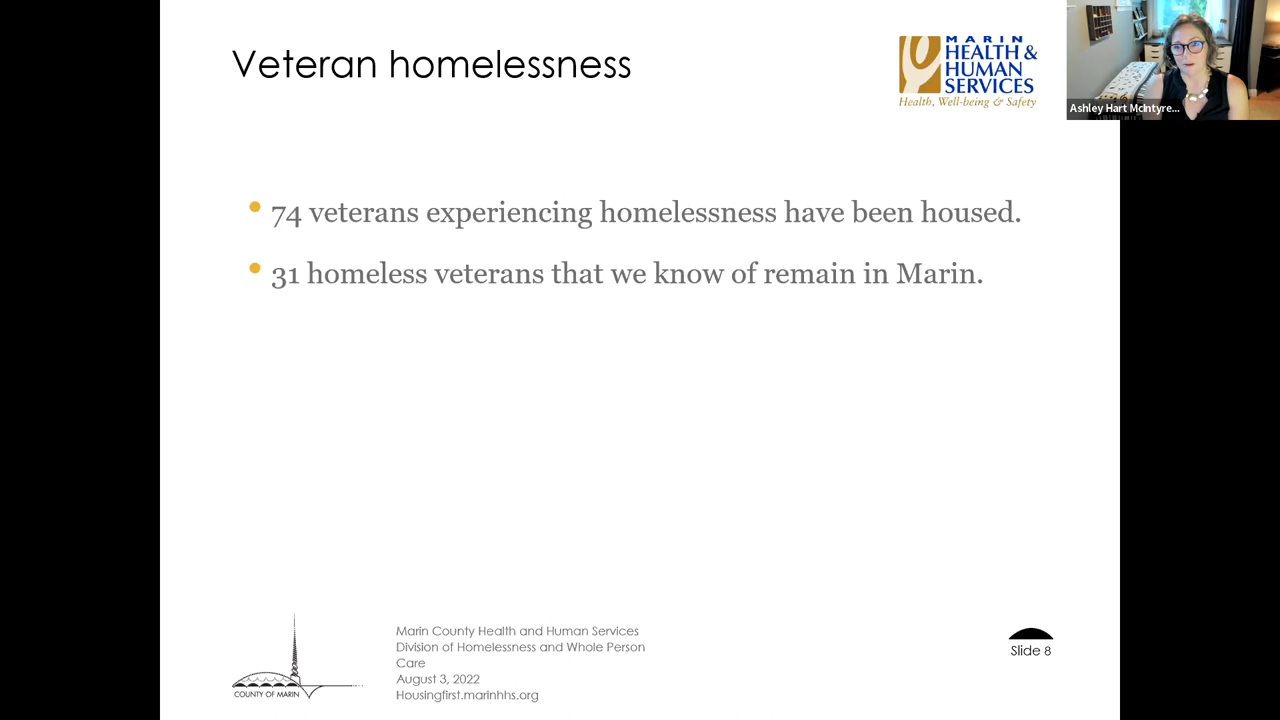 Veteran homelessness
MARIN
HEALTH &
HUMAN
SERVICES
Health, Well-being & Safety
Ashley Hart McIntyre...
• 74 veterans experiencing homelessness have been housed.
• 31 homeless veterans that we know of remain in Marin.
COUNTY OF MARIN
Marin County Health and Human Services
Division of Homelessness and Whole Person
Care
August 3, 2022
Housingfirst.marinhhs.org
Slide 8